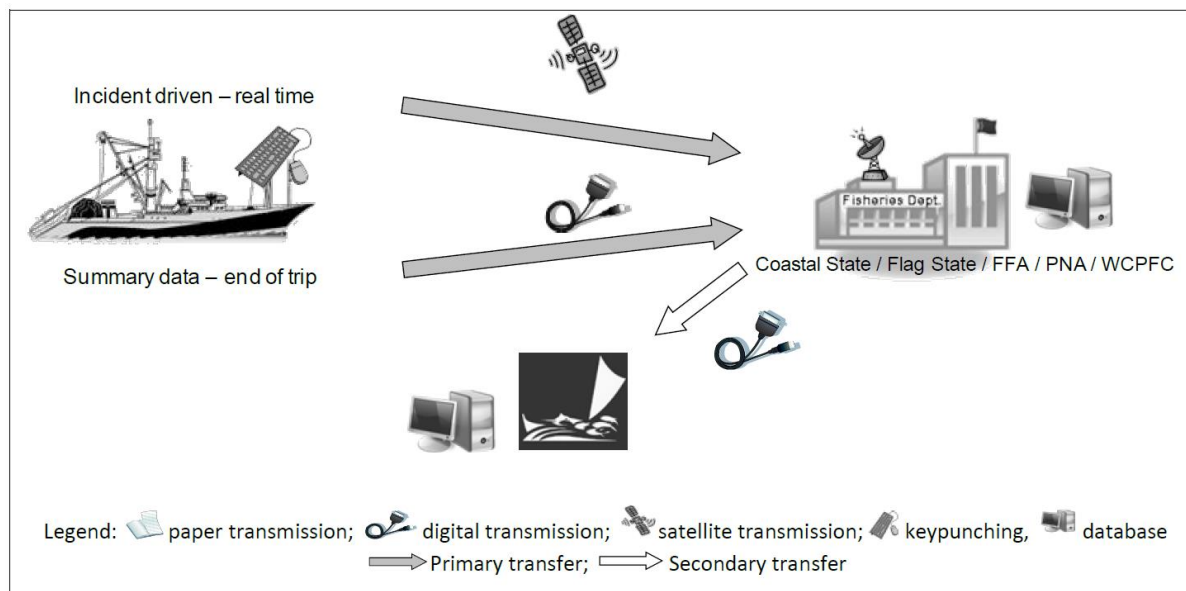 Incident driven – real time
Fisheries Dept.
Summary data – end of trip
Coastal State / Flag State / FFA / PNA / WCPFC
Legend: paper transmission; digital transmission; satellite transmission; keypunching, database
Primary transfer; Secondary transfer